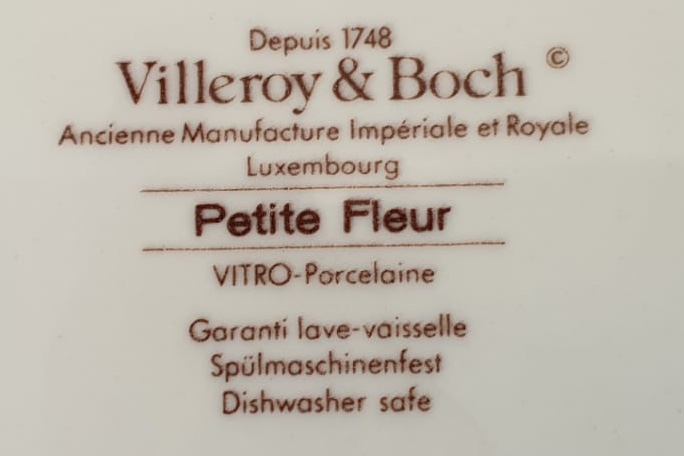 Depuis 1748
Villeroy & Boch ©
Ancienne Manufacture Impériale et Royale
Luxembourg
Petite Fleur
VITRO-Porcelaine
Garanti lave-vaisselle
Spülmaschinenfest
Dishwasher safe